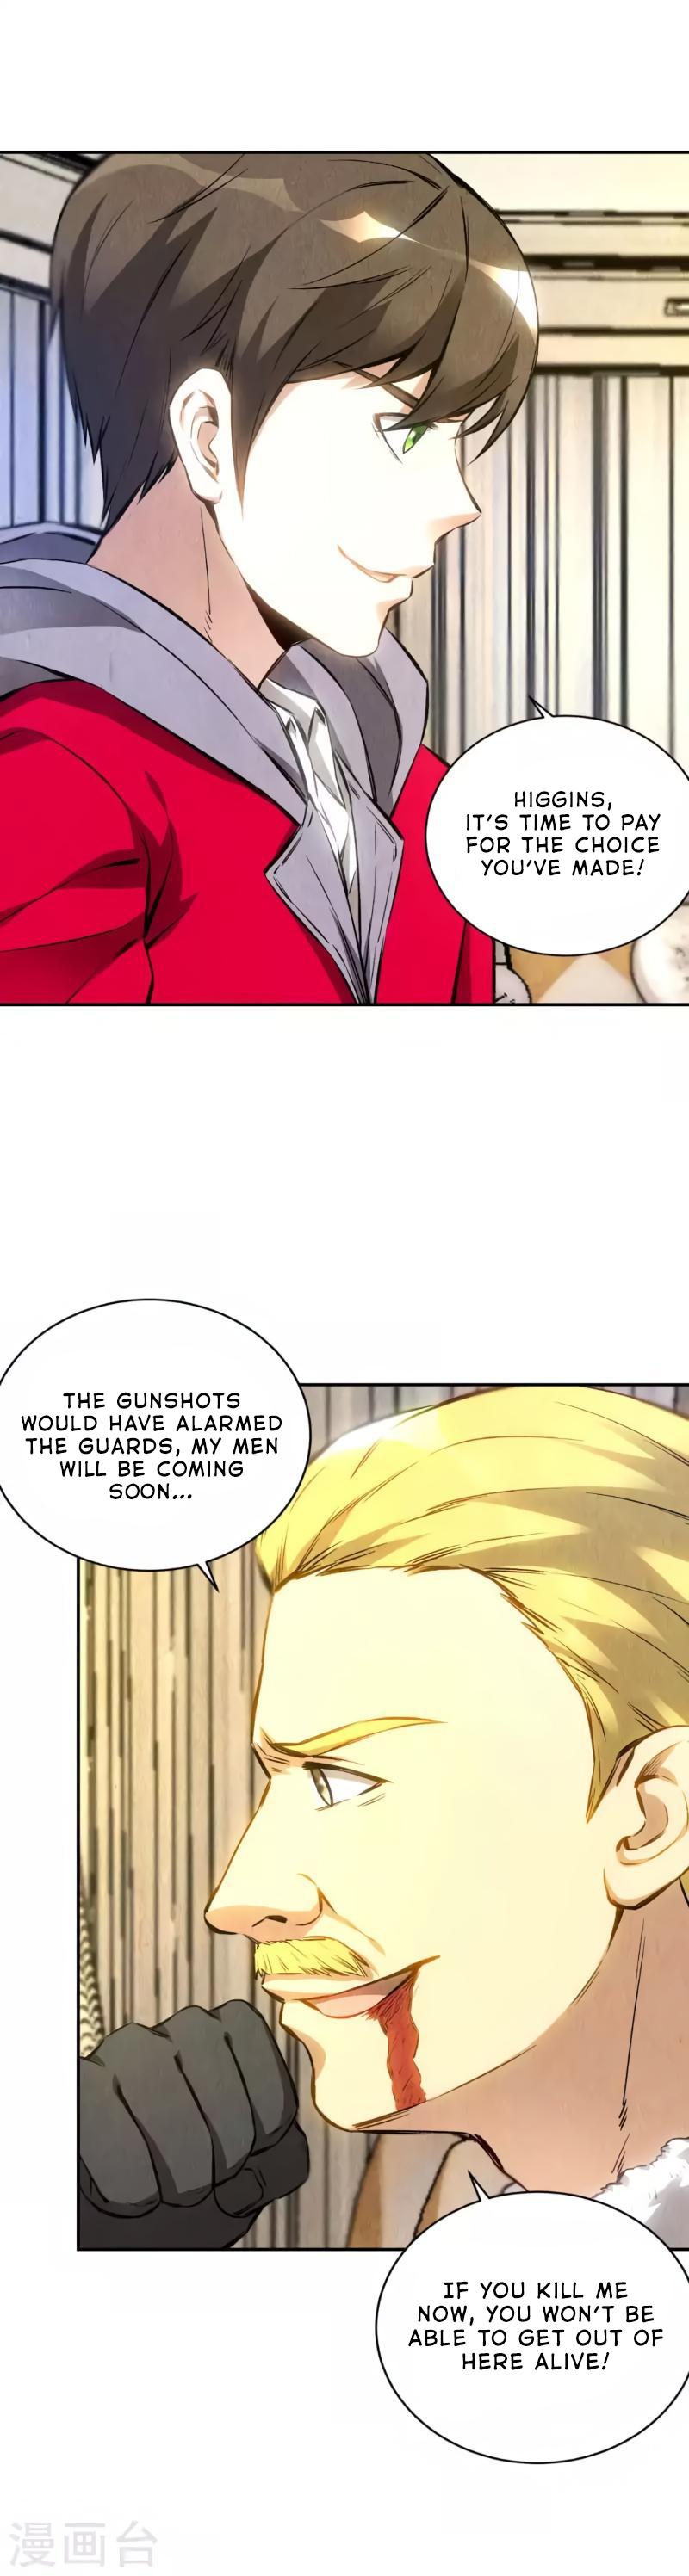 HIGGINS,
IT'S TIME TO PAY
FOR THE CHOICE
YOU'VE MADE!
THE GUNSHOTS
WOULD HAVE ALARMED
THE GUARDS, MY MEN
WILL BE COMING
SOON...
IF YOU KILL ME
NOW, YOU WON'T BE
ABLE TO GET OUT OF
HERE ALIVE!
漫画台